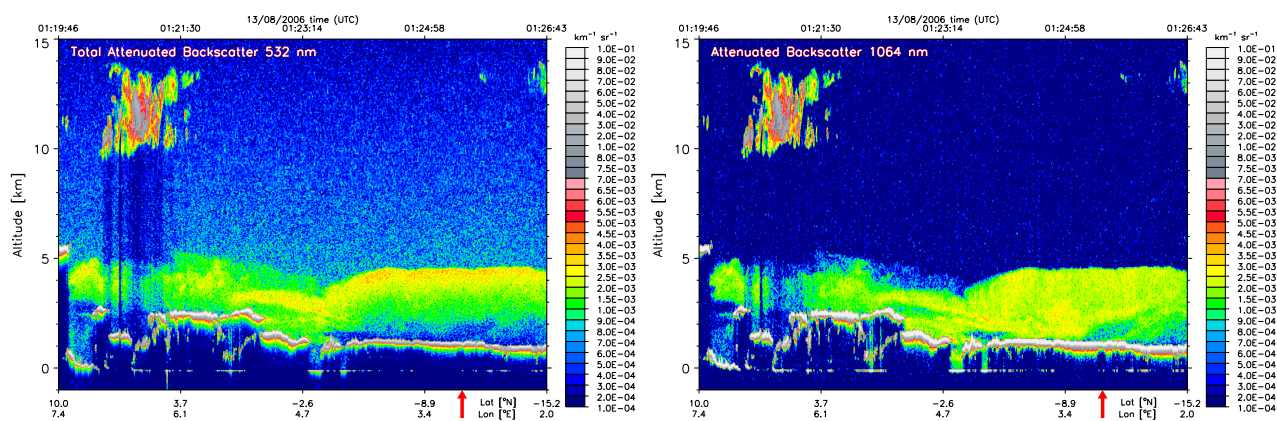 13/08/2006 time (UTC)
01:19:46 01:21:30 01:23:14 01:24:58 01:26:43
Total Attenuated Backscatter 532 nm
km⁻¹ sr⁻¹
1.0E-01
9.0E-02
8.0E-02
7.0E-02
6.0E-02
5.0E-02
4.0E-02
3.0E-02
2.0E-02
1.0E-02
8.0E-03
7.5E-03
7.0E-03
6.5E-03
6.0E-03
5.5E-03
5.0E-03
4.5E-03
4.0E-03
3.5E-03
3.0E-03
2.5E-03
2.0E-03
1.5E-03
1.0E-03
9.0E-04
8.0E-04
7.0E-04
6.0E-04
5.0E-04
4.0E-04
3.0E-04
2.0E-04
1.0E-04
Altitude [km]
15
10
5
0
10.0 3.7 -2.6 -8.9 Lat [°N] -15.2
7.4 6.1 4.7 3.4 Lon [°E] 2.0
13/08/2006 time (UTC)
01:19:46 01:21:30 01:23:14 01:24:58 01:26:43
Attenuated Backscatter 1064 nm
km⁻¹ sr⁻¹
1.0E-01
9.0E-02
8.0E-02
7.0E-02
6.0E-02
5.0E-02
4.0E-02
3.0E-02
2.0E-02
1.0E-02
8.0E-03
7.5E-03
7.0E-03
6.5E-03
6.0E-03
5.5E-03
5.0E-03
4.5E-03
4.0E-03
3.5E-03
3.0E-03
2.5E-03
2.0E-03
1.5E-03
1.0E-03
9.0E-04
8.0E-04
7.0E-04
6.0E-04
5.0E-04
4.0E-04
3.0E-04
2.0E-04
1.0E-04
Altitude [km]
15
10
5
0
10.0 3.7 -2.6 -8.9 Lat [°N] -15.2
7.4 6.1 4.7 3.4 Lon [°E] 2.0